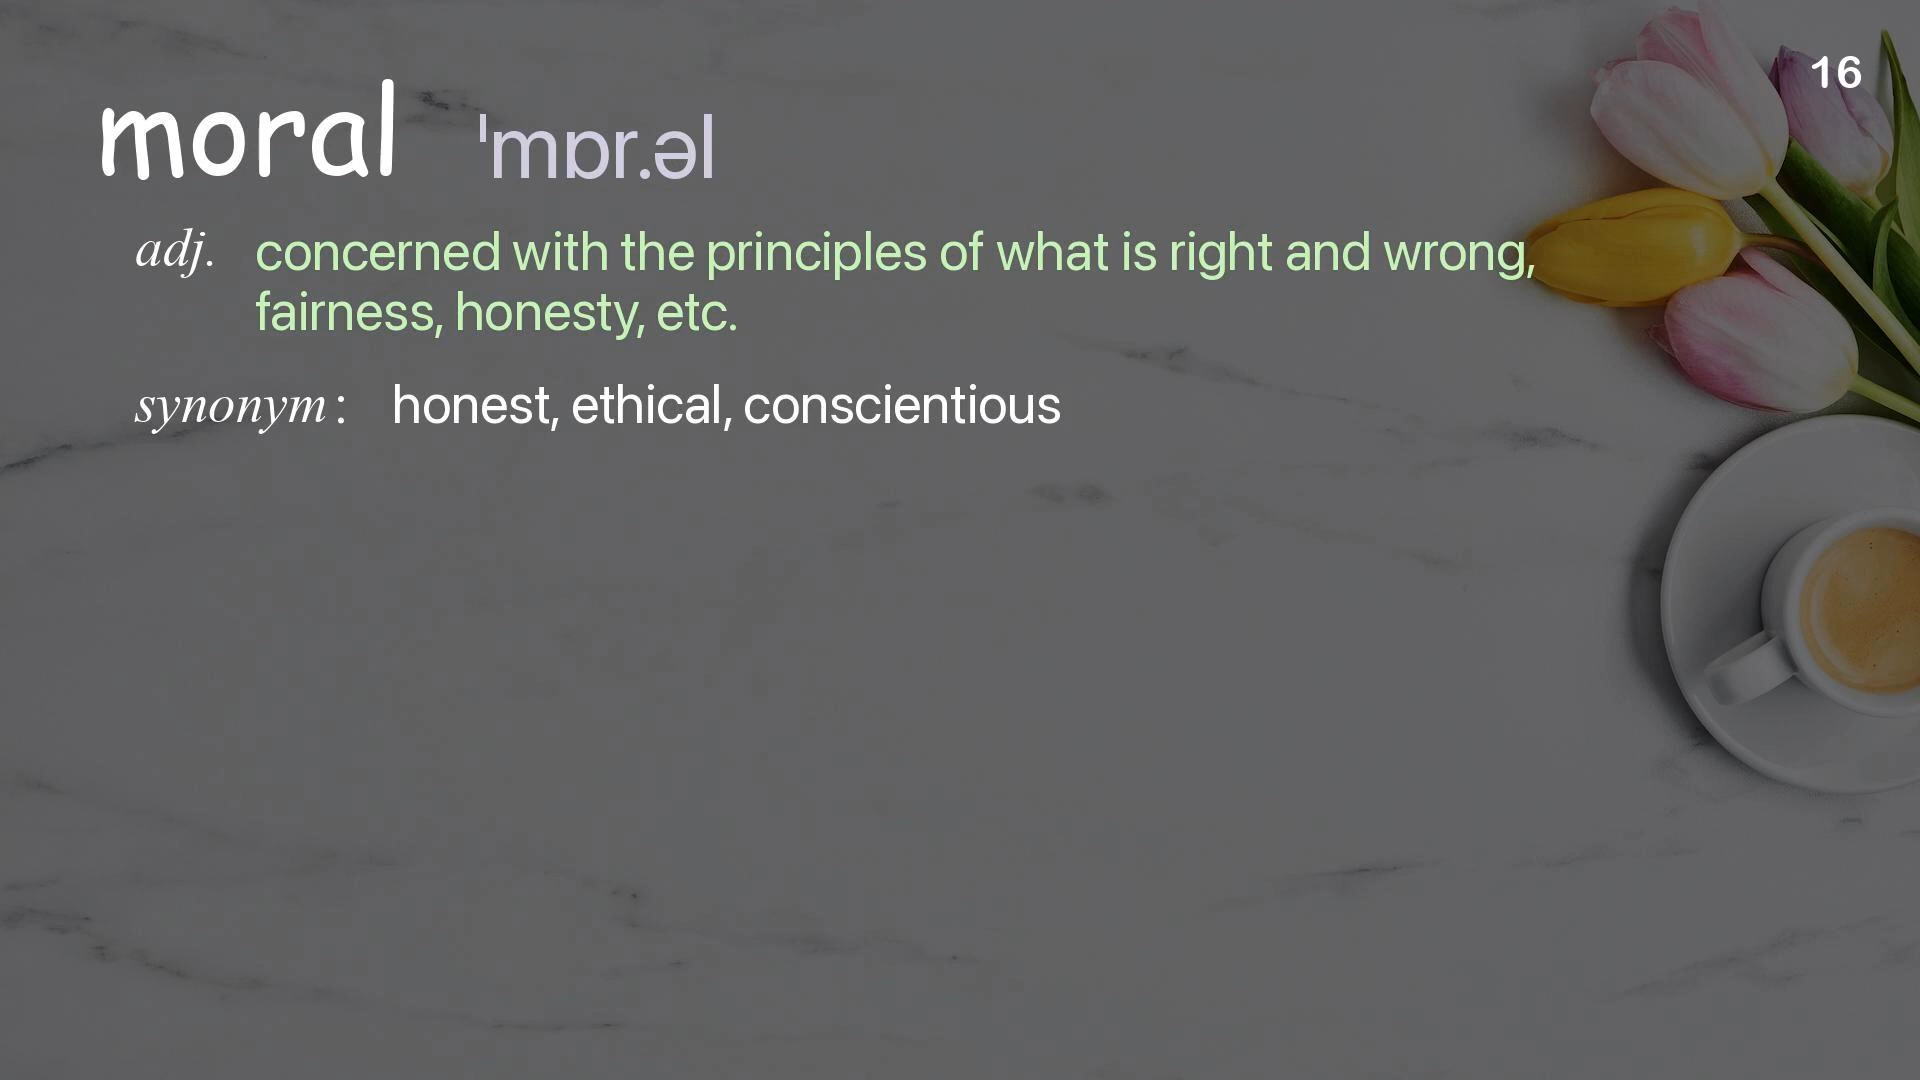 16
moral ˈmɒr.əl
adj. concerned with the principles of what is right and wrong,
fairness, honesty, etc.
synonym : honest, ethical, conscientious